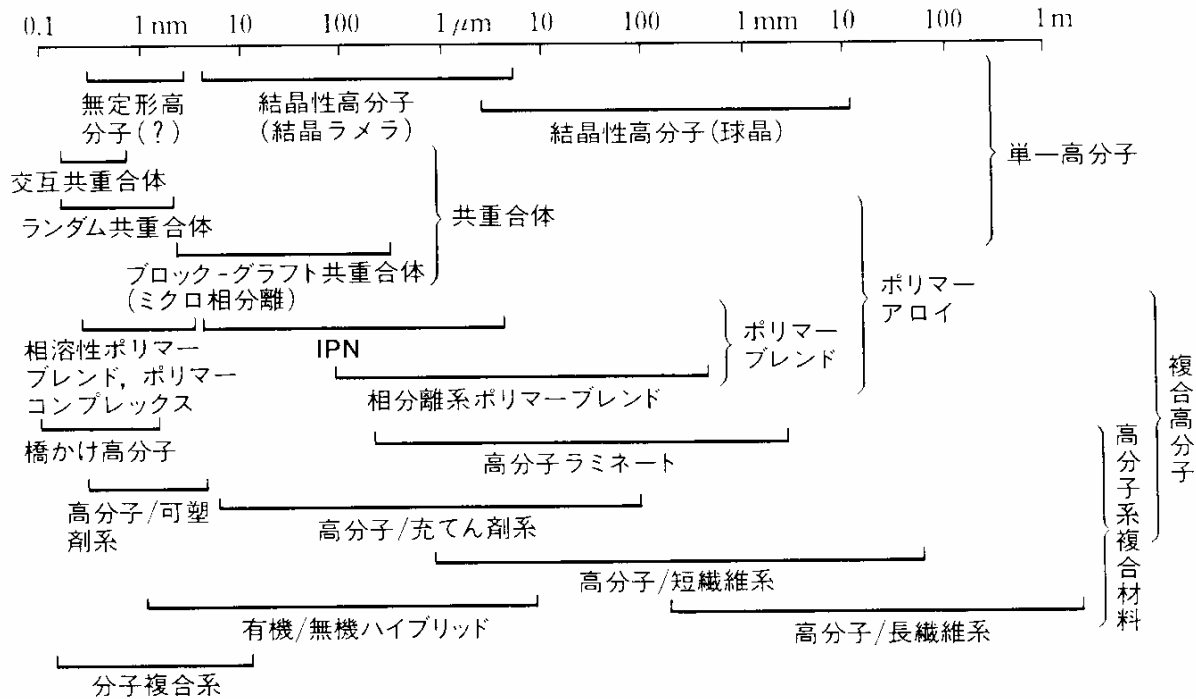 0.1 1 nm 10 100 1 μm 10 100 1 mm 10 100 1 m
無定形高
分子(?)
結晶性高分子
(結晶ラメラ)
結晶性高分子(球晶)
単一高分子
交互共重合体
ランダム共重合体
共重合体
ブロック-グラフト共重合体
(ミクロ相分離)
ポリマー
アロイ
相溶性ポリマー
ブレンド, ポリマー
コンプレックス
IPN
ポリマー
ブレンド
相分離系ポリマーブレンド
複合高分子
橋かけ高分子
高分子ラミネート
高分子系複合材料
高分子/可塑
剤系
高分子/充てん剤系
高分子/短繊維系
有機/無機ハイブリッド
高分子/長繊維系
分子複合系